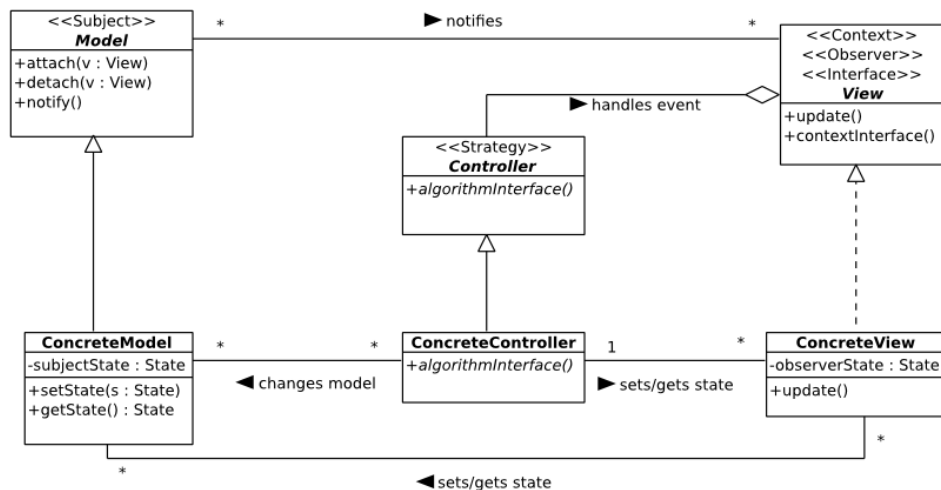 <<Subject>>
Model
+attach(v : View)
+detach(v : View)
+notify()
*
notifies
*
<<Context>>
<<Observer>>
<<Interface>>
View
+update()
+contextInterface()
handles event
<<Strategy>>
Controller
+algorithmInterface()
ConcreteModel
-subjectState : State
+setState(s : State)
+getState() : State
*
*
changes model
ConcreteController
+algorithmInterface()
1
*
sets/gets state
ConcreteView
-observerState : State
+update()
*
*
sets/gets state